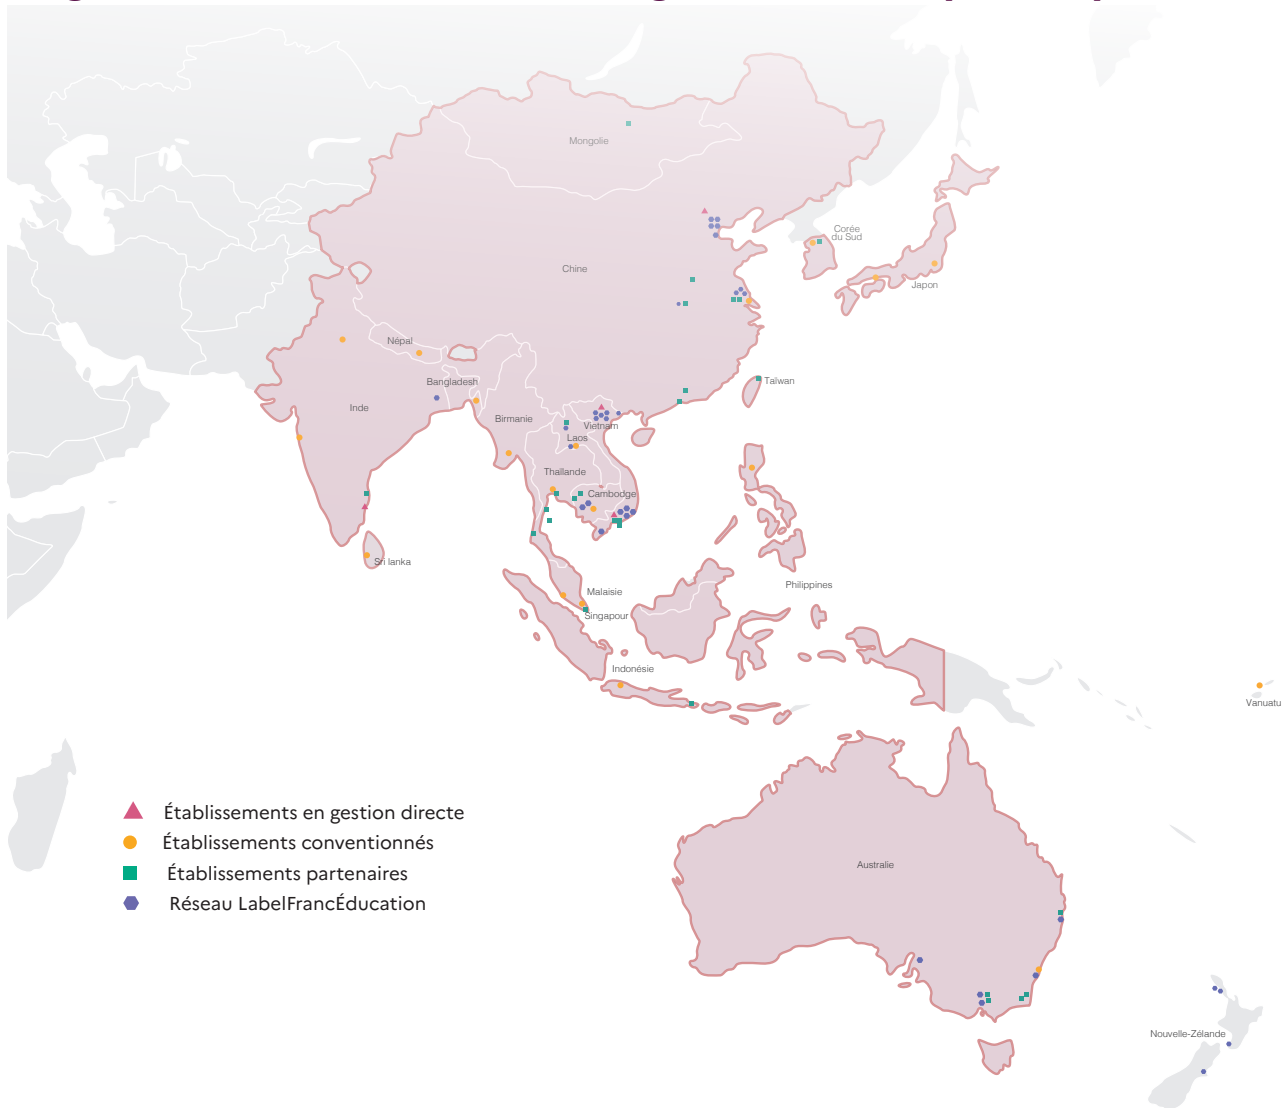 Mongolie
Corée
du Sud
Chine
Japon
Népal
Bangladesh
Taïwan
Inde
Birmanie
Vietnam
Laos
Thaïlande
Cambodge
Sri lanka
Philippines
Malaisie
Singapour
Indonésie
Vanuatu
Établissements en gestion directe
Établissements conventionnés
Établissements partenaires
Réseau LabelFrancÉducation
Australie
Nouvelle-Zélande